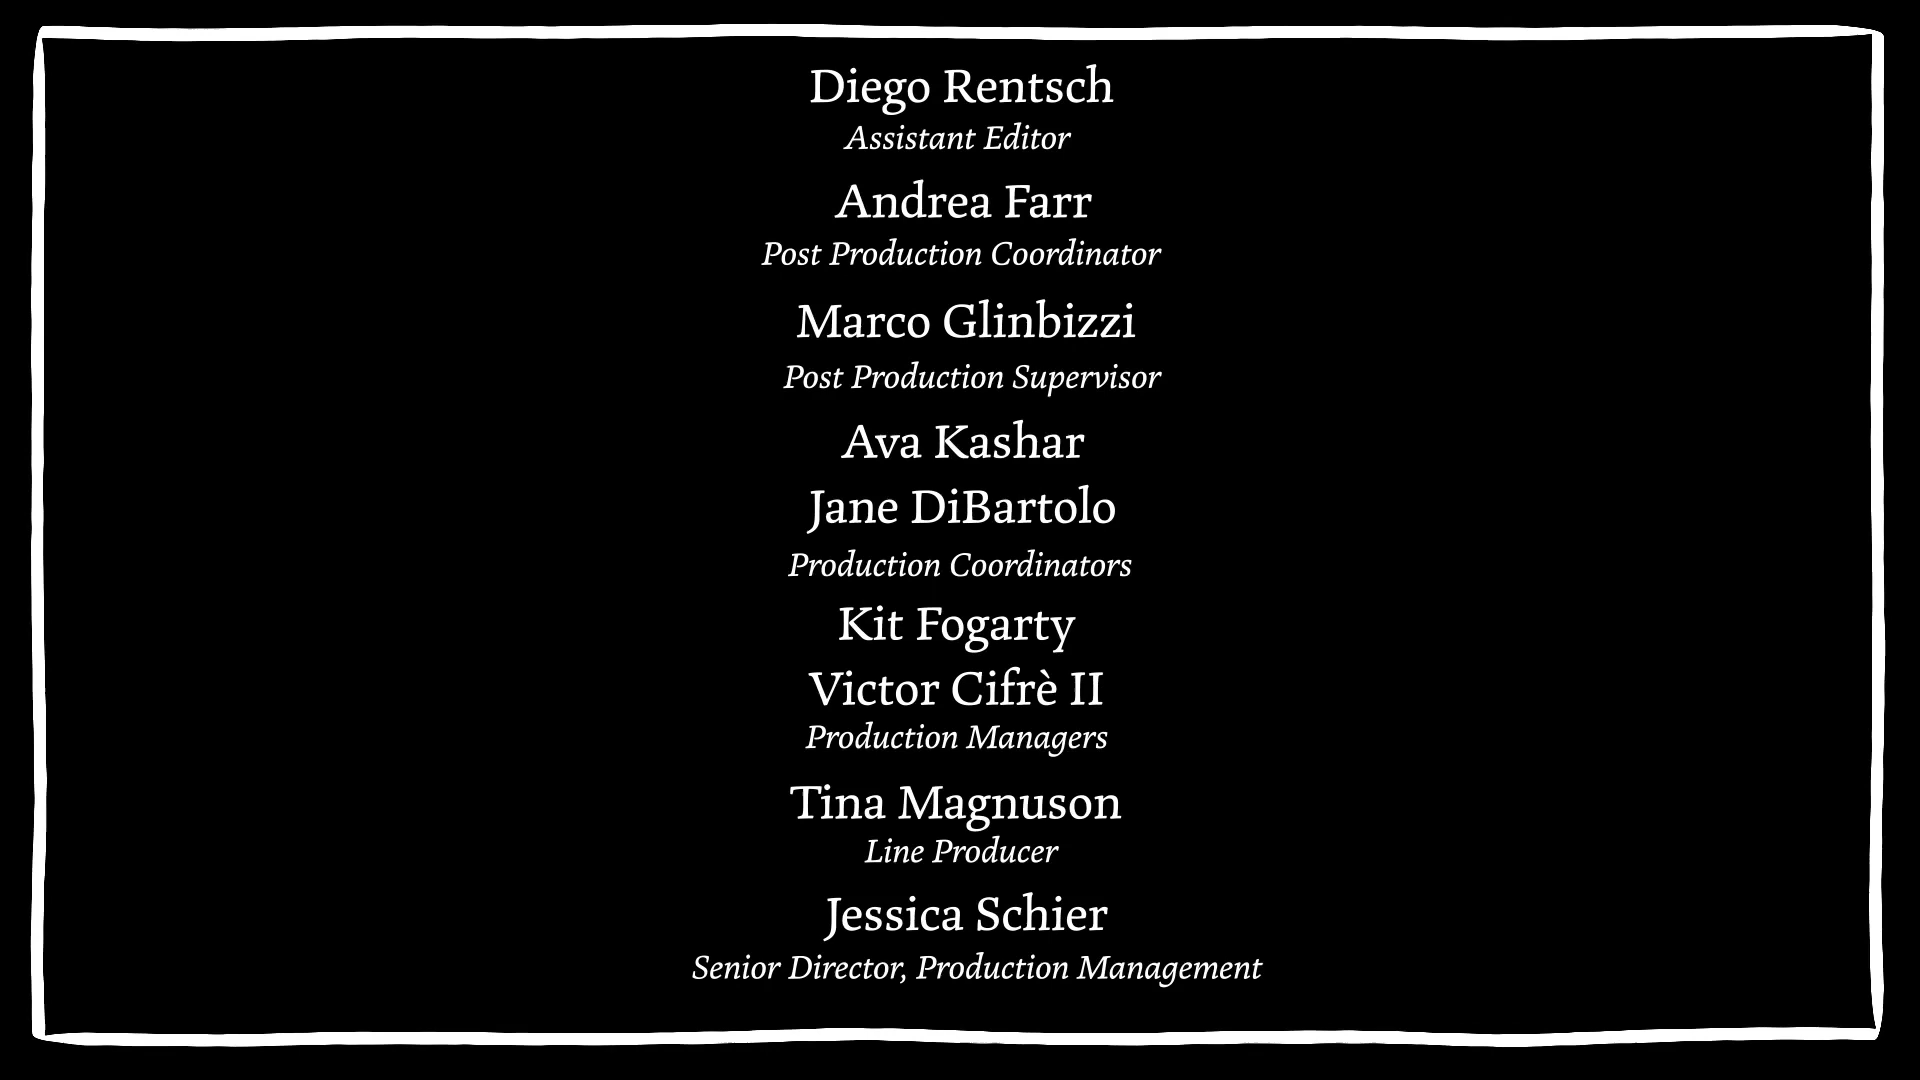 Diego Rentsch
Assistant Editor
Andrea Farr
Post Production Coordinator
Marco Glinbizzi
Post Production Supervisor
Ava Kashar
Jane DiBartolo
Production Coordinators
Kit Fogarty
Victor Cifrè II
Production Managers
Tina Magnuson
Line Producer
Jessica Schier
Senior Director, Production Management